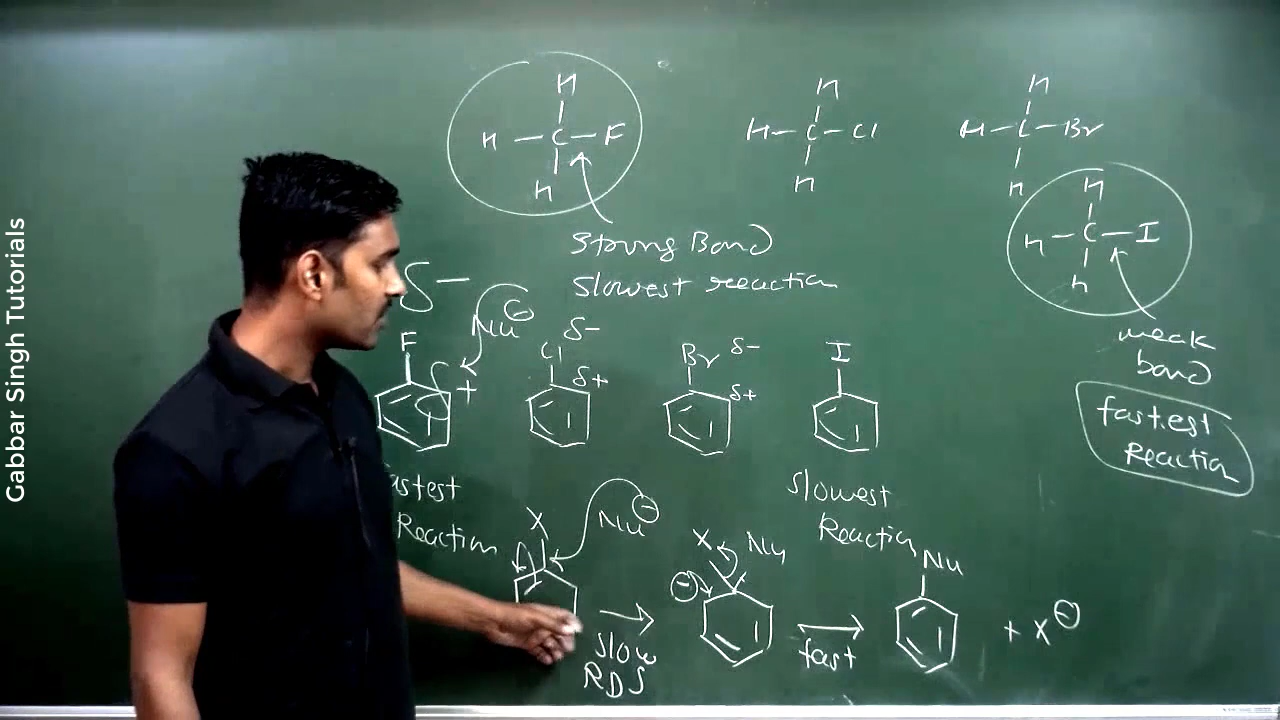 Gabbar Singh Tutorials
H
H — C — F
H
H
H — C — Cl
H
H
H — C — Br
H
H
H — C — I
H
Strong Bond
Slowest reaction
weak
bond
fastest
Reaction
δ−
Nu⊖
F
δ+
Cl δ−
δ+
Br δ−
δ+
I
astest
Reaction
Slowest
Reaction
X
Nu⊖
Slow
RDS
X Nu
⊖
fast
Nu
+ X⊖